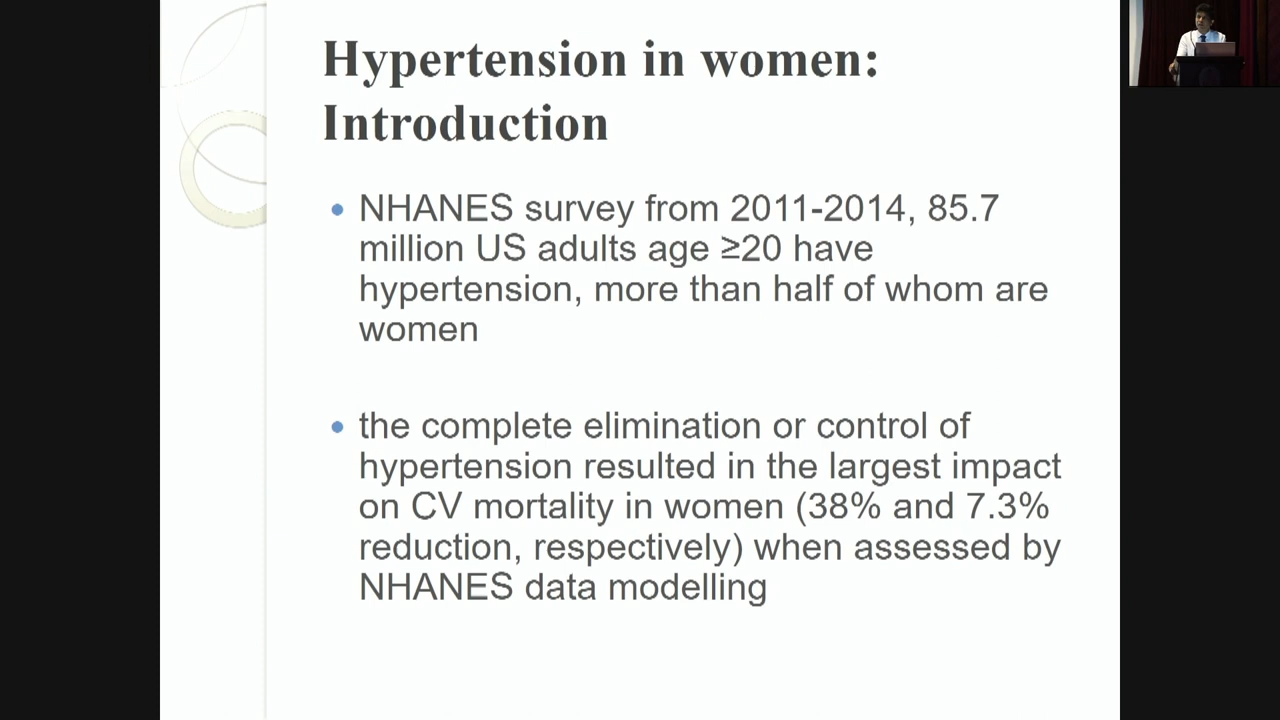 Hypertension in women:
Introduction
• NHANES survey from 2011-2014, 85.7
million US adults age ≥20 have
hypertension, more than half of whom are
women
• the complete elimination or control of
hypertension resulted in the largest impact
on CV mortality in women (38% and 7.3%
reduction, respectively) when assessed by
NHANES data modelling